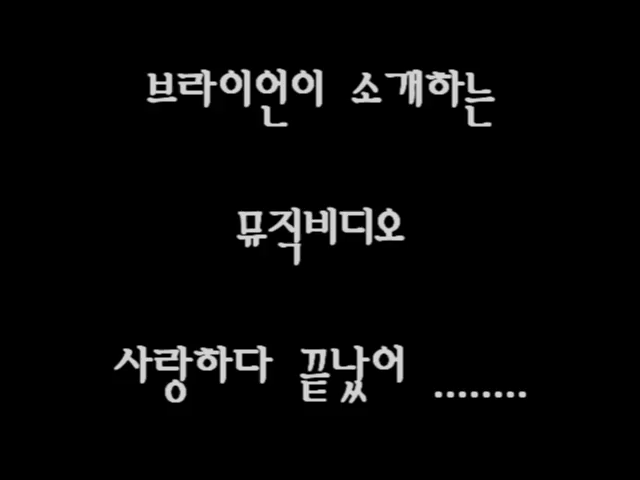 브라이언이 소개하는
뮤직비디오
사랑하다 끝났어 ........